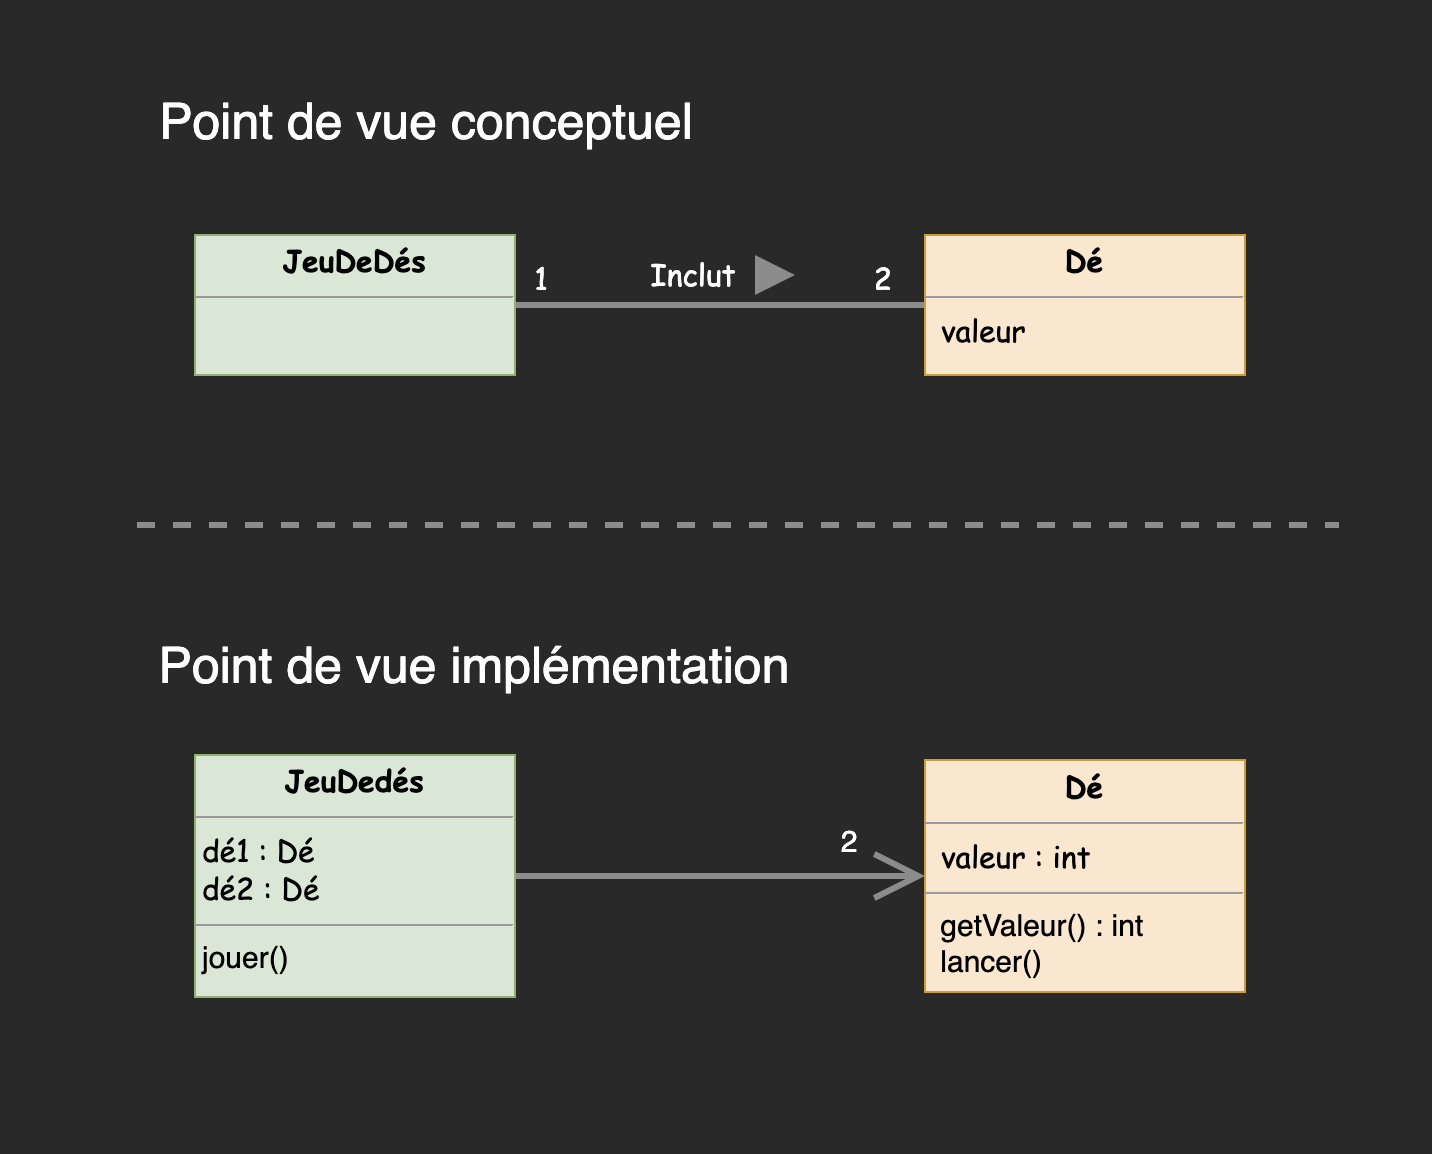 Point de vue conceptuel
JeuDeDés
1
Inclut
2
Dé
valeur
Point de vue implémentation
JeuDedés
dé1 : Dé
dé2 : Dé
jouer()
2
Dé
valeur : int
getValeur() : int
lancer()